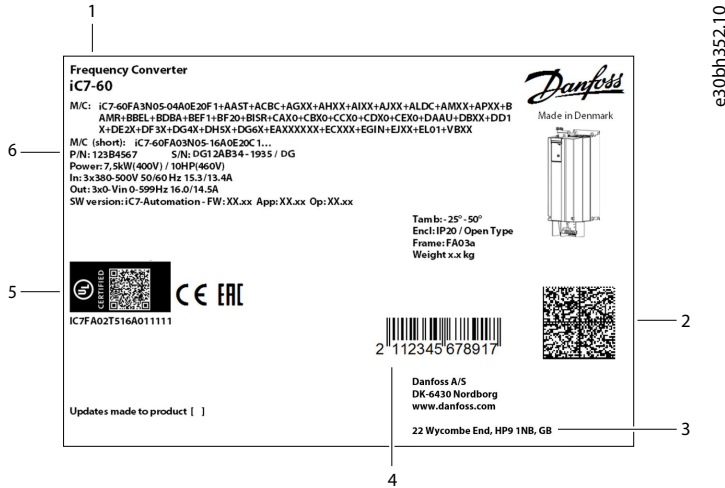 1
e30bh352.10
Frequency Converter
iC7-60
Danfoss
Made in Denmark
M/C: iC7-60FA3N05-04A0E20F1+AAST+ACBC+AGXX+AHXX+AIXX+AJXX+ALDC+AMXX+APXX+B
AMR+BBEL+BDBA+BEF1+BF20+BISR+CAX0+CBX0+CCX0+CDX0+CEX0+DAAU+DBXX+DD1
X+DE2X+DF3X+DG4X+DH5X+DG6X+EAXXXXXX+ECXXX+EGIN+EJXX+EL01+VBXX
M/C (short): iC7-60FA03N05-16A0E20C1...
6
P/N: 123B4567 S/N: DG12AB34-1935 / DG
Power: 7,5kW(400V) / 10HP(460V)
In: 3x380-500V 50/60 Hz 15.3/13.4A
Out: 3x0-Vin 0-599Hz 16.0/14.5A
SW version: iC7-Automation - FW: XX.xx App: XX.xx Op: XX.xx
Tamb: -25° -50°
Encl: IP20 / Open Type
Frame: FA03a
Weight x.x kg
5
UL
CERTIFIED
CE EAC
IC7FA02T516A011111
2
2 112345 678917
Danfoss A/S
DK-6430 Nordborg
www.danfoss.com
Updates made to product [ ]
22 Wycombe End, HP9 1NB, GB
3
4